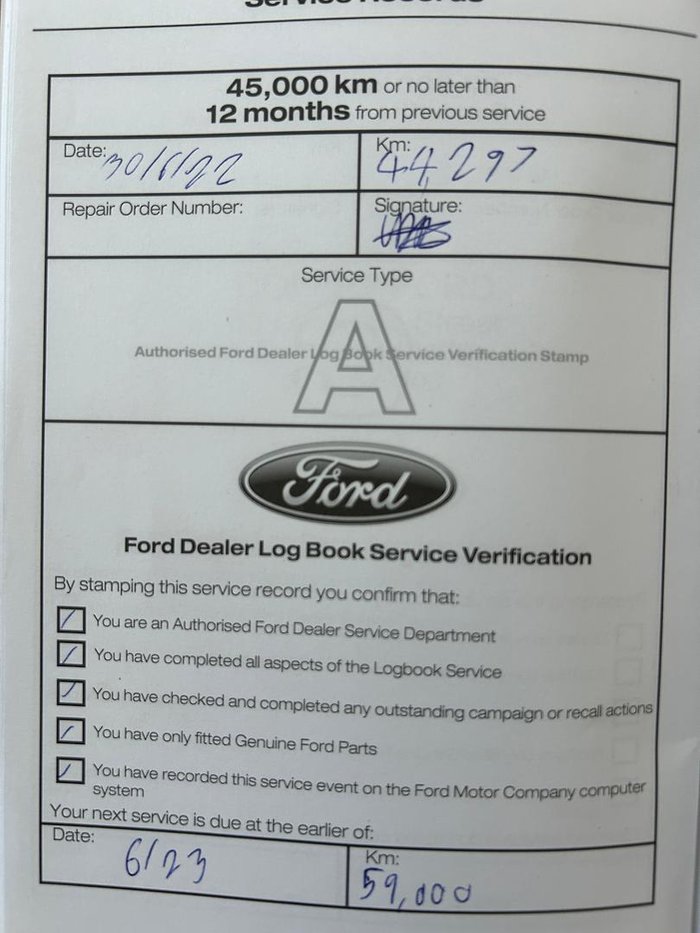 Service Records
45,000 km or no later than
12 months from previous service
Date: 30/6/22
Km: 44,297
Repair Order Number:
Signature:
Service Type
A
Authorised Ford Dealer Log Book Service Verification Stamp
Ford
Ford Dealer Log Book Service Verification
By stamping this service record you confirm that:
You are an Authorised Ford Dealer Service Department
You have completed all aspects of the Logbook Service
You have checked and completed any outstanding campaign or recall actions
You have only fitted Genuine Ford Parts
You have recorded this service event on the Ford Motor Company computer
system
Your next service is due at the earlier of:
Date: 6/23
Km: 59,000